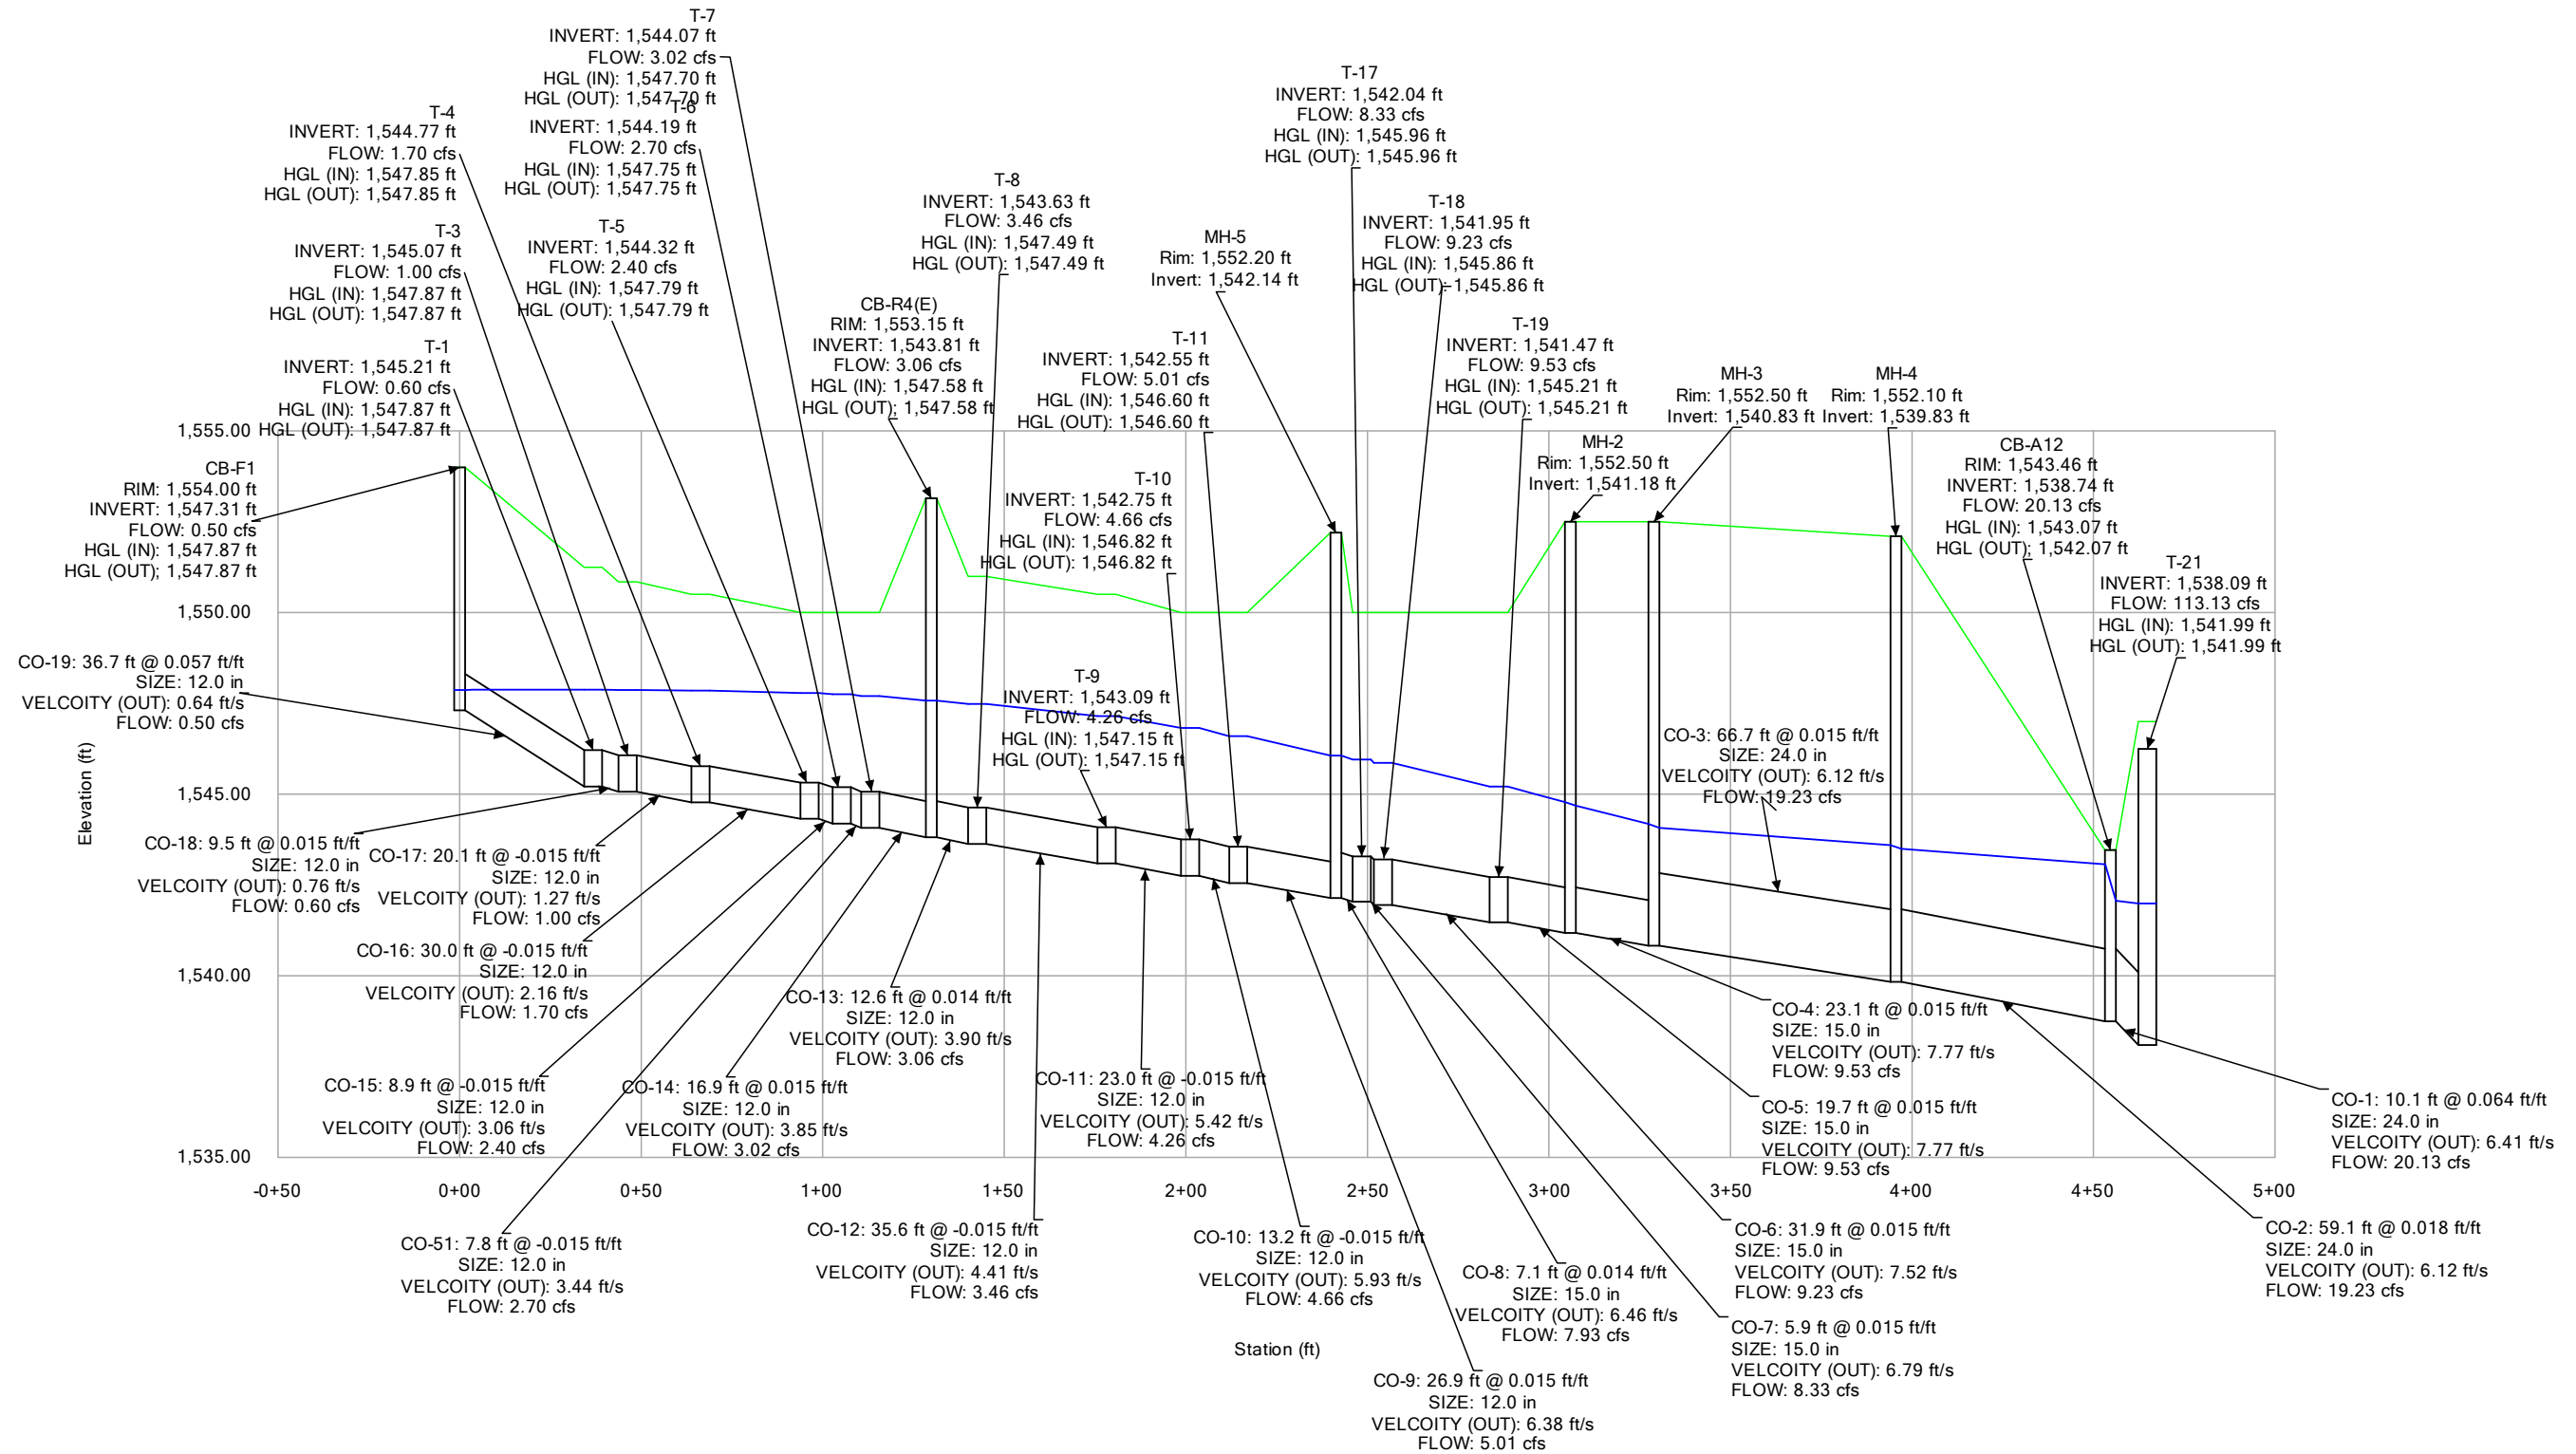 T-7
INVERT: 1,544.07 ft
FLOW: 3.02 cfs
HGL (IN): 1,547.70 ft
HGL (OUT): 1,547.70 ft
T-6
INVERT: 1,544.19 ft
FLOW: 2.70 cfs
HGL (IN): 1,547.75 ft
HGL (OUT): 1,547.75 ft
T-4
INVERT: 1,544.77 ft
FLOW: 1.70 cfs
HGL (IN): 1,547.85 ft
HGL (OUT): 1,547.85 ft
T-3
INVERT: 1,545.07 ft
FLOW: 1.00 cfs
HGL (IN): 1,547.87 ft
HGL (OUT): 1,547.87 ft
T-5
INVERT: 1,544.32 ft
FLOW: 2.40 cfs
HGL (IN): 1,547.79 ft
HGL (OUT): 1,547.79 ft
T-1
INVERT: 1,545.21 ft
FLOW: 0.60 cfs
HGL (IN): 1,547.87 ft
HGL (OUT): 1,547.87 ft
CB-F1
RIM: 1,554.00 ft
INVERT: 1,547.31 ft
FLOW: 0.50 cfs
HGL (IN): 1,547.87 ft
HGL (OUT; 1,547.87 ft
CB-R4(E)
RIM: 1,553.15 ft
INVERT: 1,543.81 ft
FLOW: 3.06 cfs
HGL (IN): 1,547.58 ft
HGL (OUT; 1,547.58 ft
T-8
INVERT: 1,543.63 ft
FLOW: 3.46 cfs
HGL (IN): 1,547.49 ft
HGL (OUT): 1,547.49 ft
T-11
INVERT: 1,542.55 ft
FLOW: 5.01 cfs
HGL (IN): 1,546.60 ft
HGL (OUT): 1,546.60 ft
T-10
INVERT: 1,542.75 ft
FLOW: 4.66 cfs
HGL (IN): 1,546.82 ft
HGL (OUT): 1,546.82 ft
T-9
INVERT: 1,543.09 ft
FLOW: 4.26 cfs
HGL (IN): 1,547.15 ft
HGL (OUT): 1,547.15 ft
MH-5
Rim: 1,552.20 ft
Invert: 1,542.14 ft
T-17
INVERT: 1,542.04 ft
FLOW: 8.33 cfs
HGL (IN): 1,545.96 ft
HGL (OUT): 1,545.96 ft
T-18
INVERT: 1,541.95 ft
FLOW: 9.23 cfs
HGL (IN): 1,545.86 ft
HGL (OUT): 1,545.86 ft
T-19
INVERT: 1,541.47 ft
FLOW: 9.53 cfs
HGL (IN): 1,545.21 ft
HGL (OUT): 1,545.21 ft
MH-2
Rim: 1,552.50 ft
Invert: 1,541.18 ft
MH-3
Rim: 1,552.50 ft
Invert: 1,540.83 ft
MH-4
Rim: 1,552.10 ft
Invert: 1,539.83 ft
CB-A12
RIM: 1,543.46 ft
INVERT: 1,538.74 ft
FLOW: 20.13 cfs
HGL (IN): 1,543.07 ft
HGL (OUT; 1,542.07 ft
T-21
INVERT: 1,538.09 ft
FLOW: 113.13 cfs
HGL (IN): 1,541.99 ft
HGL (OUT): 1,541.99 ft
CO-19: 36.7 ft @ 0.057 ft/ft
SIZE: 12.0 in
VELCOITY (OUT): 0.64 ft/s
FLOW: 0.50 cfs
CO-18: 9.5 ft @ 0.015 ft/ft
SIZE: 12.0 in
VELCOITY (OUT): 0.76 ft/s
FLOW: 0.60 cfs
CO-17: 20.1 ft @ -0.015 ft/ft
SIZE: 12.0 in
VELCOITY (OUT): 1.27 ft/s
FLOW: 1.00 cfs
CO-16: 30.0 ft @ -0.015 ft/ft
SIZE: 12.0 in
VELCOITY (OUT): 2.16 ft/s
FLOW: 1.70 cfs
CO-15: 8.9 ft @ -0.015 ft/ft
SIZE: 12.0 in
VELCOITY (OUT): 3.06 ft/s
FLOW: 2.40 cfs
CO-51: 7.8 ft @ -0.015 ft/ft
SIZE: 12.0 in
VELCOITY (OUT): 3.44 ft/s
FLOW: 2.70 cfs
CO-14: 16.9 ft @ 0.015 ft/ft
SIZE: 12.0 in
VELCOITY (OUT): 3.85 ft/s
FLOW: 3.02 cfs
CO-13: 12.6 ft @ 0.014 ft/ft
SIZE: 12.0 in
VELCOITY (OUT): 3.90 ft/s
FLOW: 3.06 cfs
CO-12: 35.6 ft @ -0.015 ft/ft
SIZE: 12.0 in
VELCOITY (OUT): 4.41 ft/s
FLOW: 3.46 cfs
CO-11: 23.0 ft @ -0.015 ft/ft
SIZE: 12.0 in
VELCOITY (OUT): 5.42 ft/s
FLOW: 4.26 cfs
CO-10: 13.2 ft @ -0.015 ft/ft
SIZE: 12.0 in
VELCOITY (OUT): 5.93 ft/s
FLOW: 4.66 cfs
CO-9: 26.9 ft @ 0.015 ft/ft
SIZE: 12.0 in
VELCOITY (OUT): 6.38 ft/s
FLOW: 5.01 cfs
CO-8: 7.1 ft @ 0.014 ft/ft
SIZE: 15.0 in
VELCOITY (OUT): 6.46 ft/s
FLOW: 7.93 cfs
CO-7: 5.9 ft @ 0.015 ft/ft
SIZE: 15.0 in
VELCOITY (OUT): 6.79 ft/s
FLOW: 8.33 cfs
CO-6: 31.9 ft @ 0.015 ft/ft
SIZE: 15.0 in
VELCOITY (OUT): 7.52 ft/s
FLOW: 9.23 cfs
CO-5: 19.7 ft @ 0.015 ft/ft
SIZE: 15.0 in
VELCOITY (OUT): 7.77 ft/s
FLOW: 9.53 cfs
CO-4: 23.1 ft @ 0.015 ft/ft
SIZE: 15.0 in
VELCOITY (OUT): 7.77 ft/s
FLOW: 9.53 cfs
CO-3: 66.7 ft @ 0.015 ft/ft
SIZE: 24.0 in
VELCOITY (OUT): 6.12 ft/s
FLOW: 19.23 cfs
CO-2: 59.1 ft @ 0.018 ft/ft
SIZE: 24.0 in
VELCOITY (OUT): 6.12 ft/s
FLOW: 19.23 cfs
CO-1: 10.1 ft @ 0.064 ft/ft
SIZE: 24.0 in
VELCOITY (OUT): 6.41 ft/s
FLOW: 20.13 cfs
1,555.00
1,550.00
1,545.00
1,540.00
1,535.00
Elevation (ft)
-0+50
0+00
0+50
1+00
1+50
2+00
2+50
3+00
3+50
4+00
4+50
5+00
Station (ft)